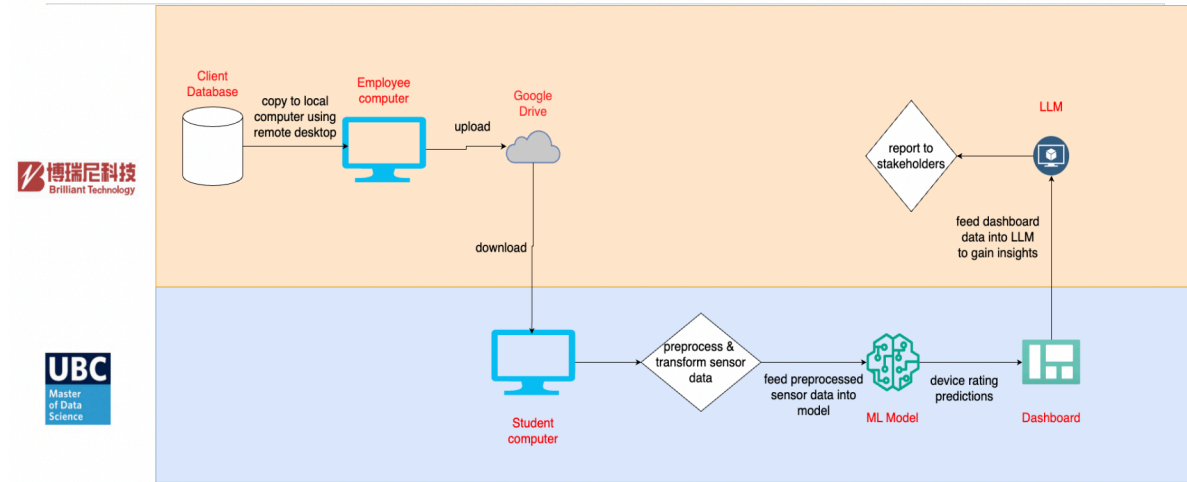 Client
Database
copy to local
computer using
remote desktop
Employee
computer
upload
Google
Drive
download
report to
stakeholders
LLM
feed dashboard
data into LLM
to gain insights
博瑞尼科技
Brilliant Technology
UBC
Master
of Data
Science
Student
computer
preprocess &
transform sensor
data
feed preprocessed
sensor data into
model
ML Model
device rating
predictions
Dashboard